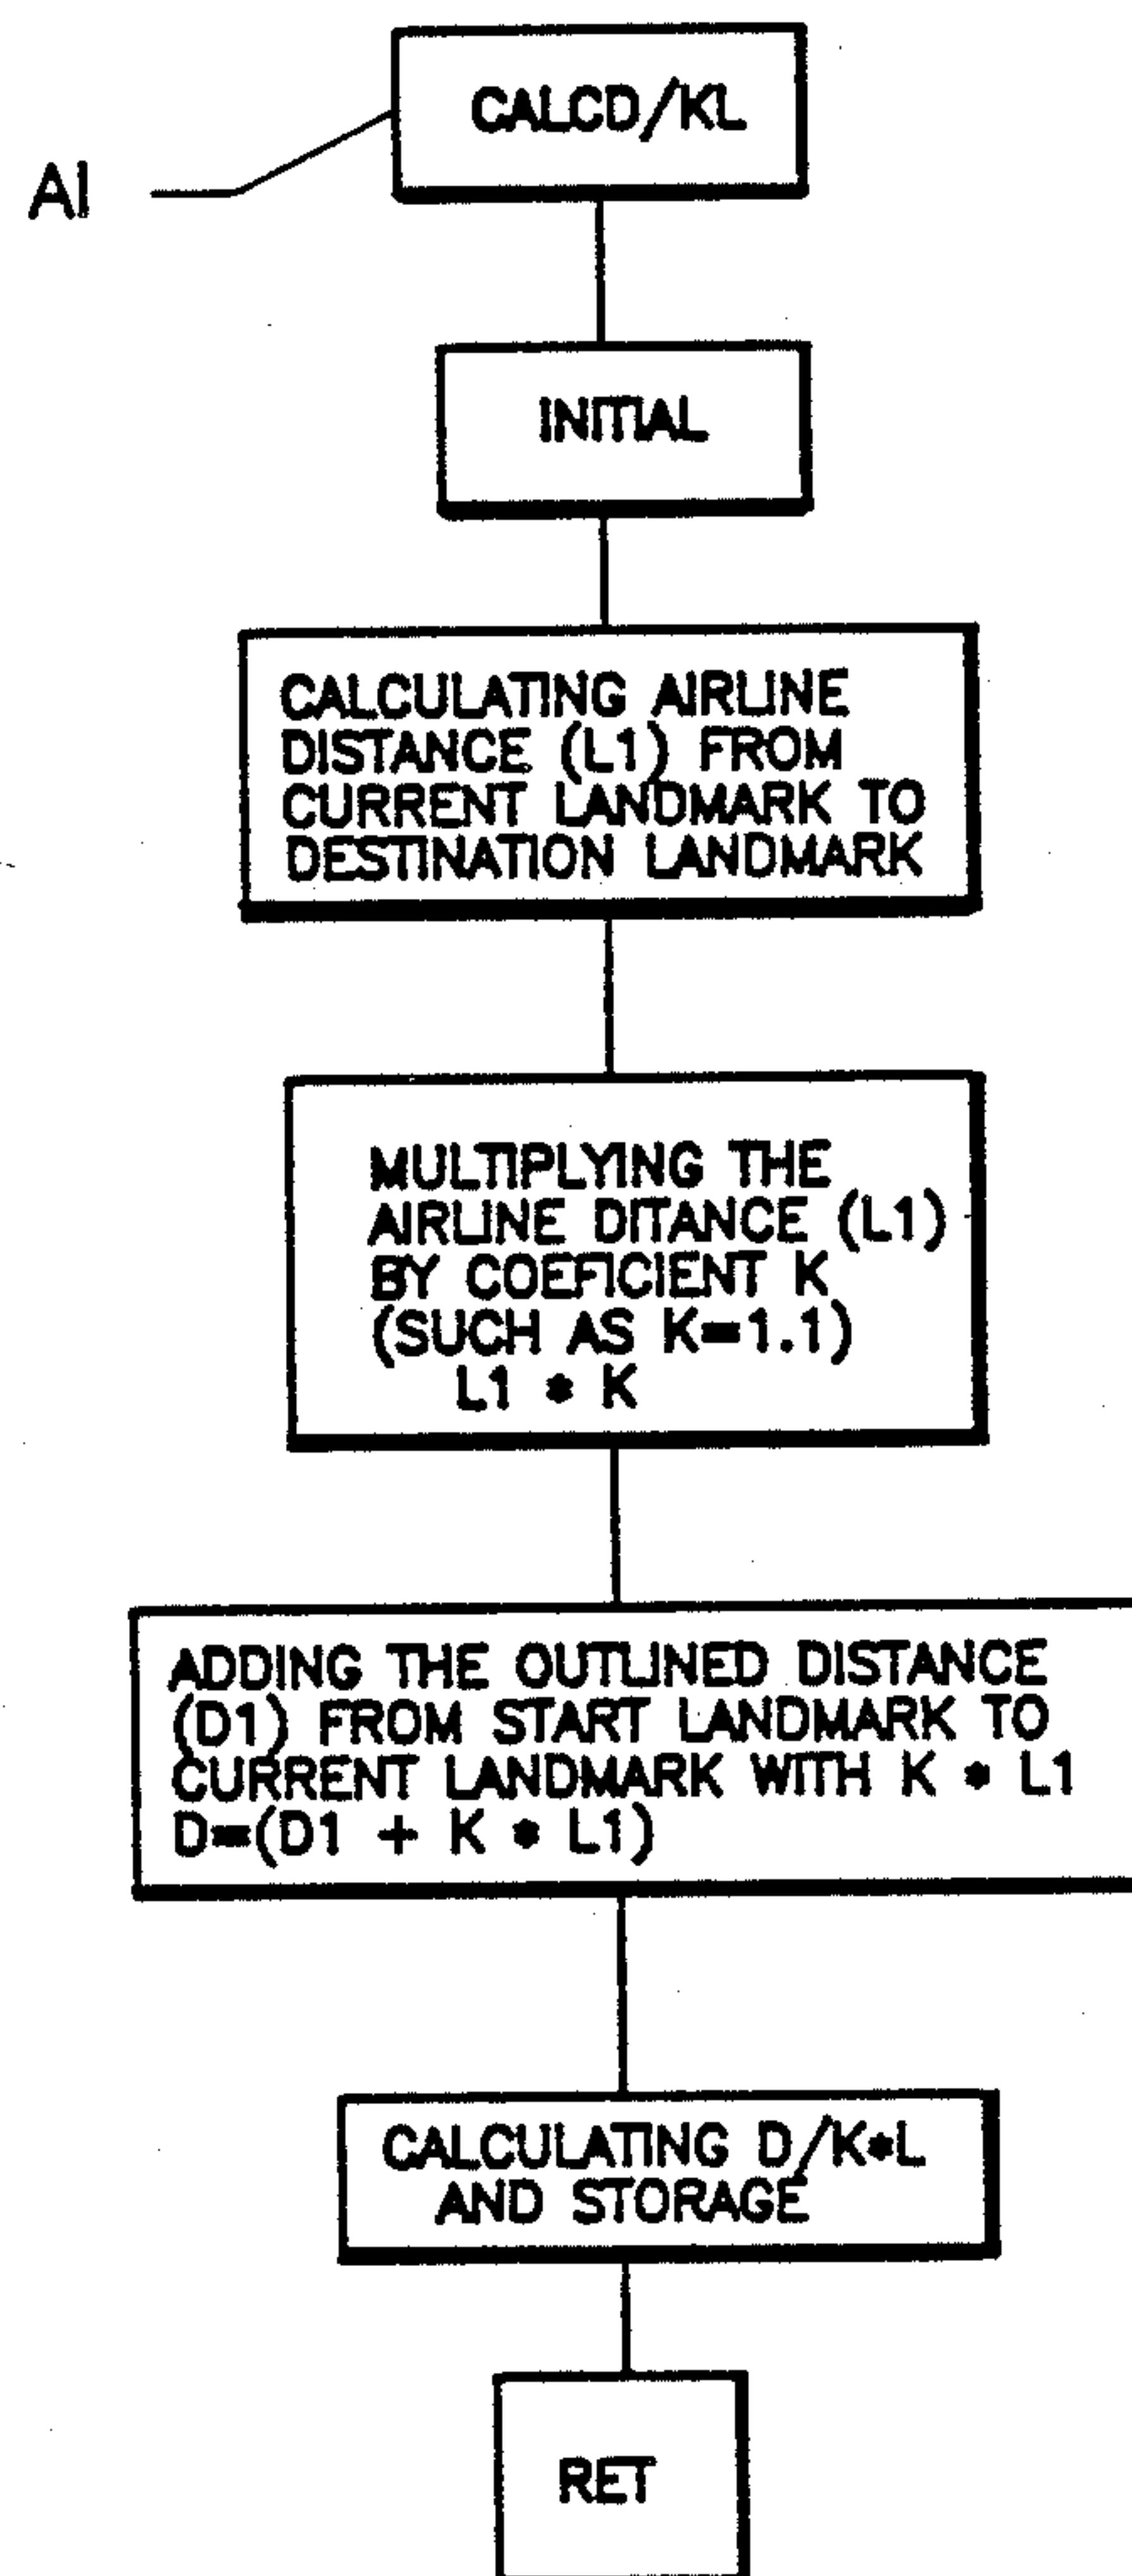 CALCD/KL
A1
INITIAL
CALCULATING AIRLINE
DISTANCE (L1) FROM
CURRENT LANDMARK TO
DESTINATION LANDMARK
MULTIPLYING THE
AIRLINE DITANCE (L1)
BY COEFICIENT K
(SUCH AS K=1.1)
L1 * K
ADDING THE OUTLINED DISTANCE
(D1) FROM START LANDMARK TO
CURRENT LANDMARK WITH K * L1
D=(D1 + K * L1)
CALCULATING D/K*L
AND STORAGE
RET